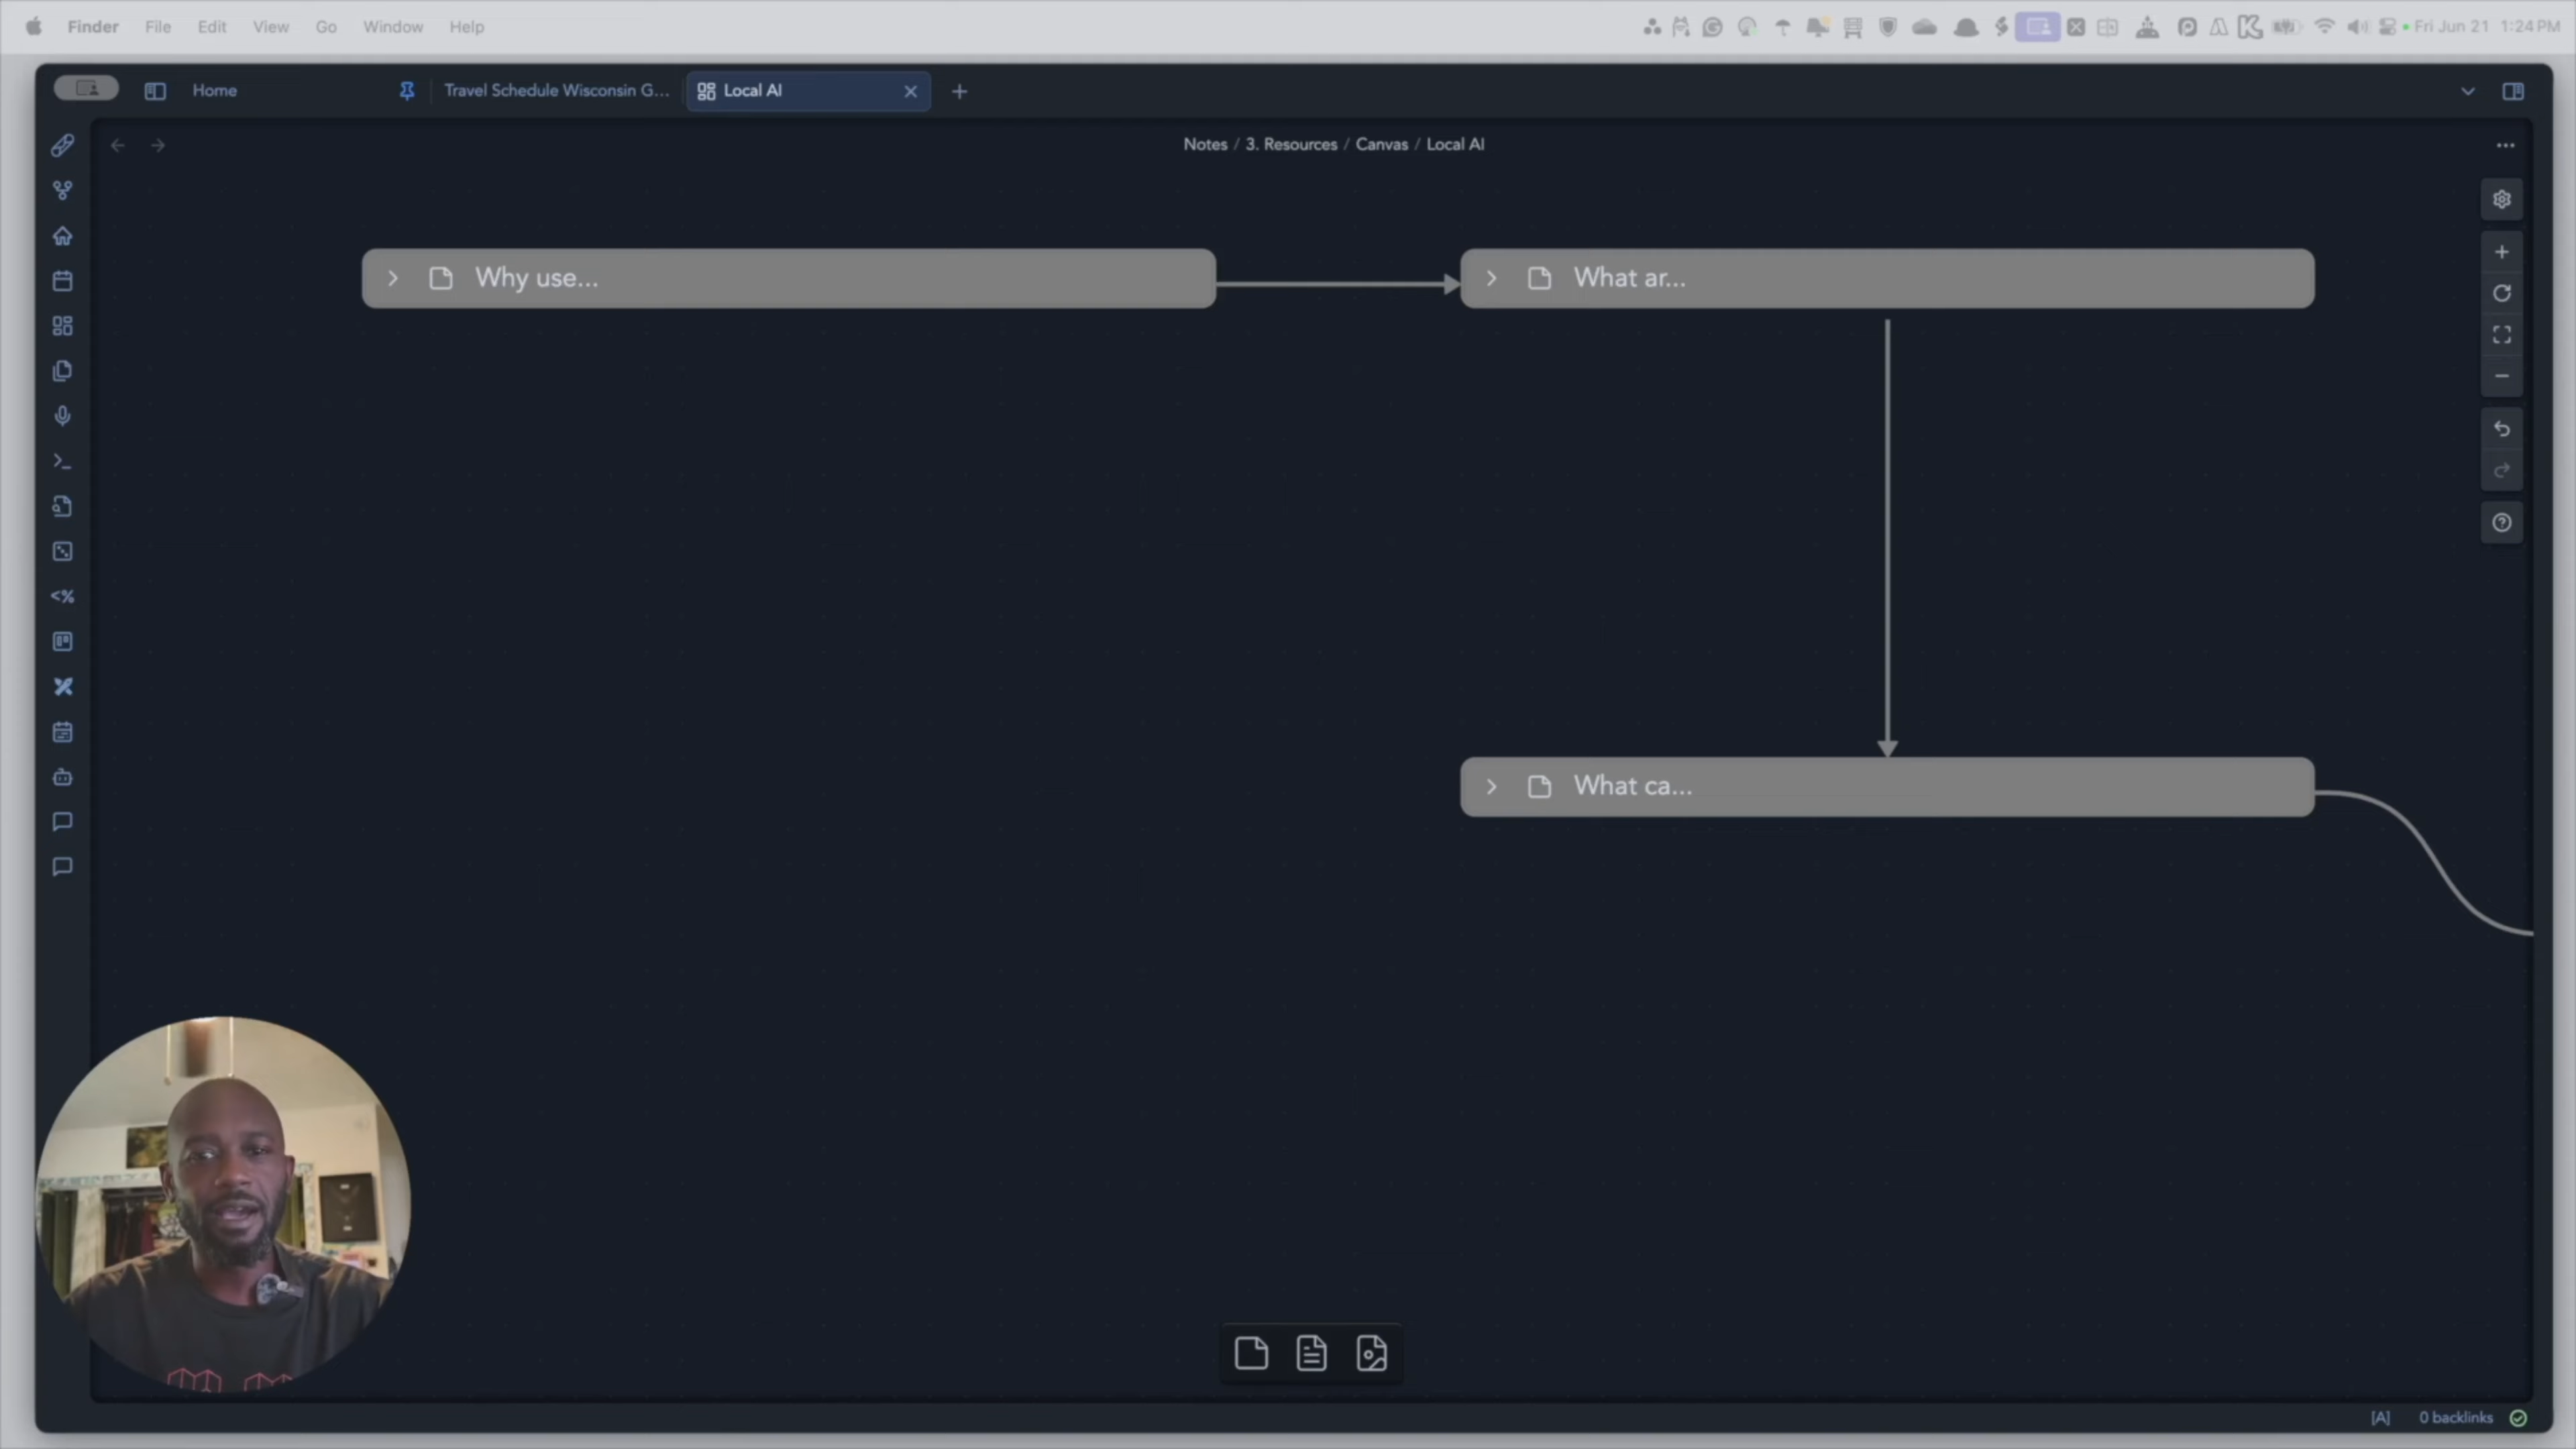 Finder File Edit View Go Window Help Fri Jun 21 1:24 PM
Home Travel Schedule Wisconsin G... Local AI
Notes / 3. Resources / Canvas / Local AI
Why use...
What ar...
What ca...
<%
[A] 0 backlinks